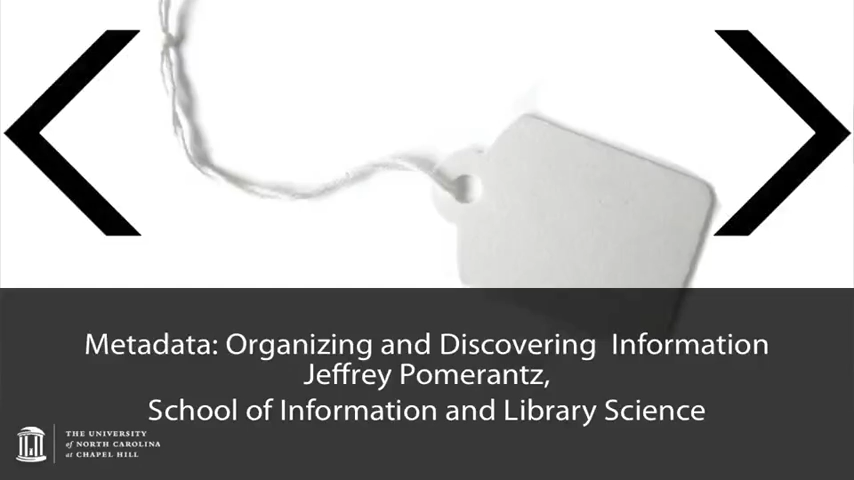 Metadata: Organizing and Discovering  Information
Jeffrey Pomerantz,
School of Information and Library Science
THE UNIVERSITY
of NORTH CAROLINA
at CHAPEL HILL